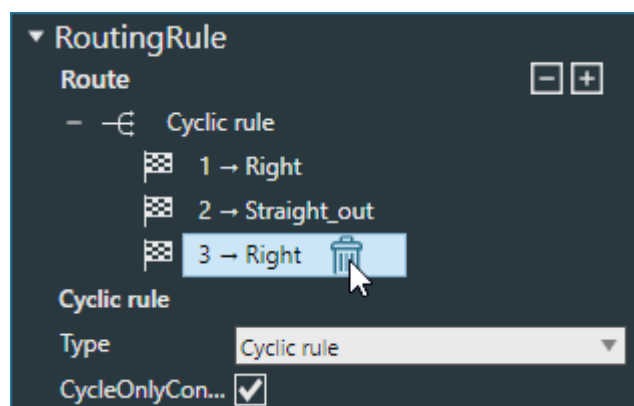 RoutingRule
Route
Cyclic rule
1 → Right
2 → Straight_out
3 → Right
Cyclic rule
Type Cyclic rule
CycleOnlyCon...